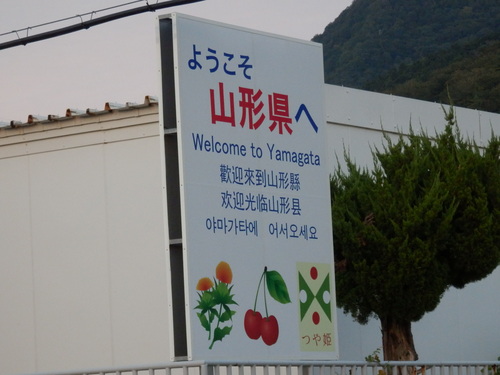 ようこそ
山形県へ
Welcome to Yamagata
歡迎來到山形縣
欢迎光临山形县
야마가타에 어서오세요
つや姫